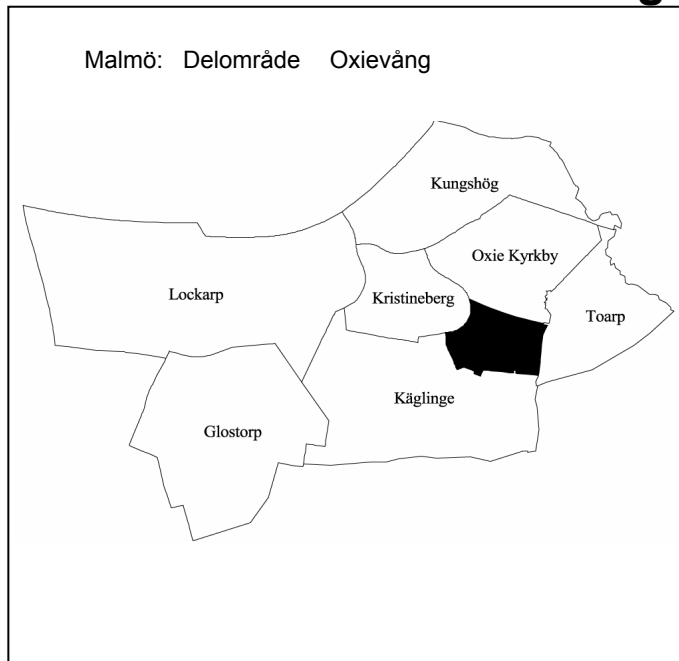 Malmö: Delområde Oxievång
Kungshög
Oxie Kyrkby
Lockarp
Kristineberg
Toarp
Käglinge
Glostorp